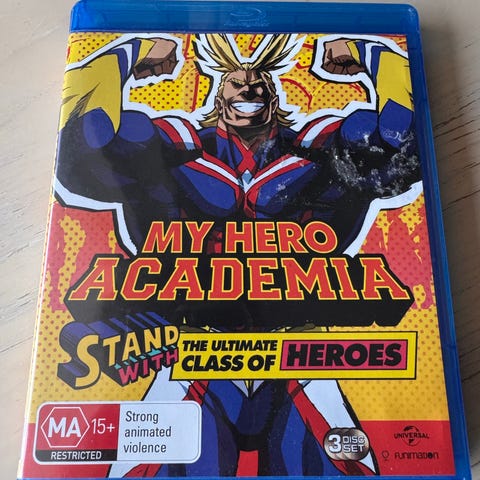 MY HERO
ACADEMIA
STAND
WITH
THE ULTIMATE
CLASS OF HEROES
MA 15+
RESTRICTED
Strong
animated
violence
3 DISC
SET
UNIVERSAL
FUNIMATION